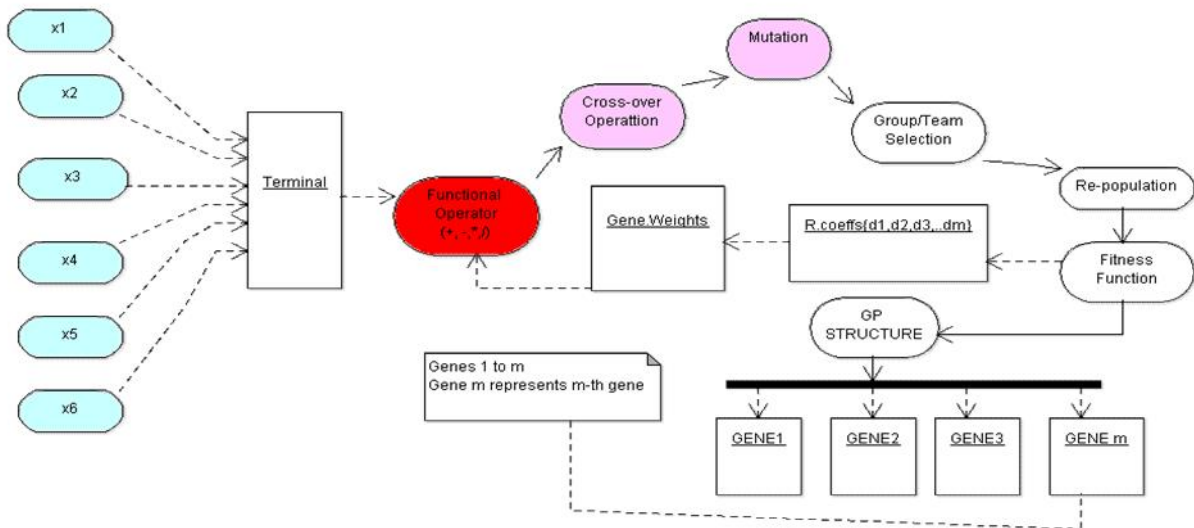 x1
x2
x3
x4
x5
x6
Terminal
Functional
Operator
(+,-,*,/)
Cross-over
Operattion
Mutation
Group/Team
Selection
Re-population
Fitness
Function
R.coeffs{d1,d2,d3,..dm}
Gene.Weights
GP
STRUCTURE
Genes 1 to m
Gene m represents m-th gene
GENE1
GENE2
GENE3
GENE m